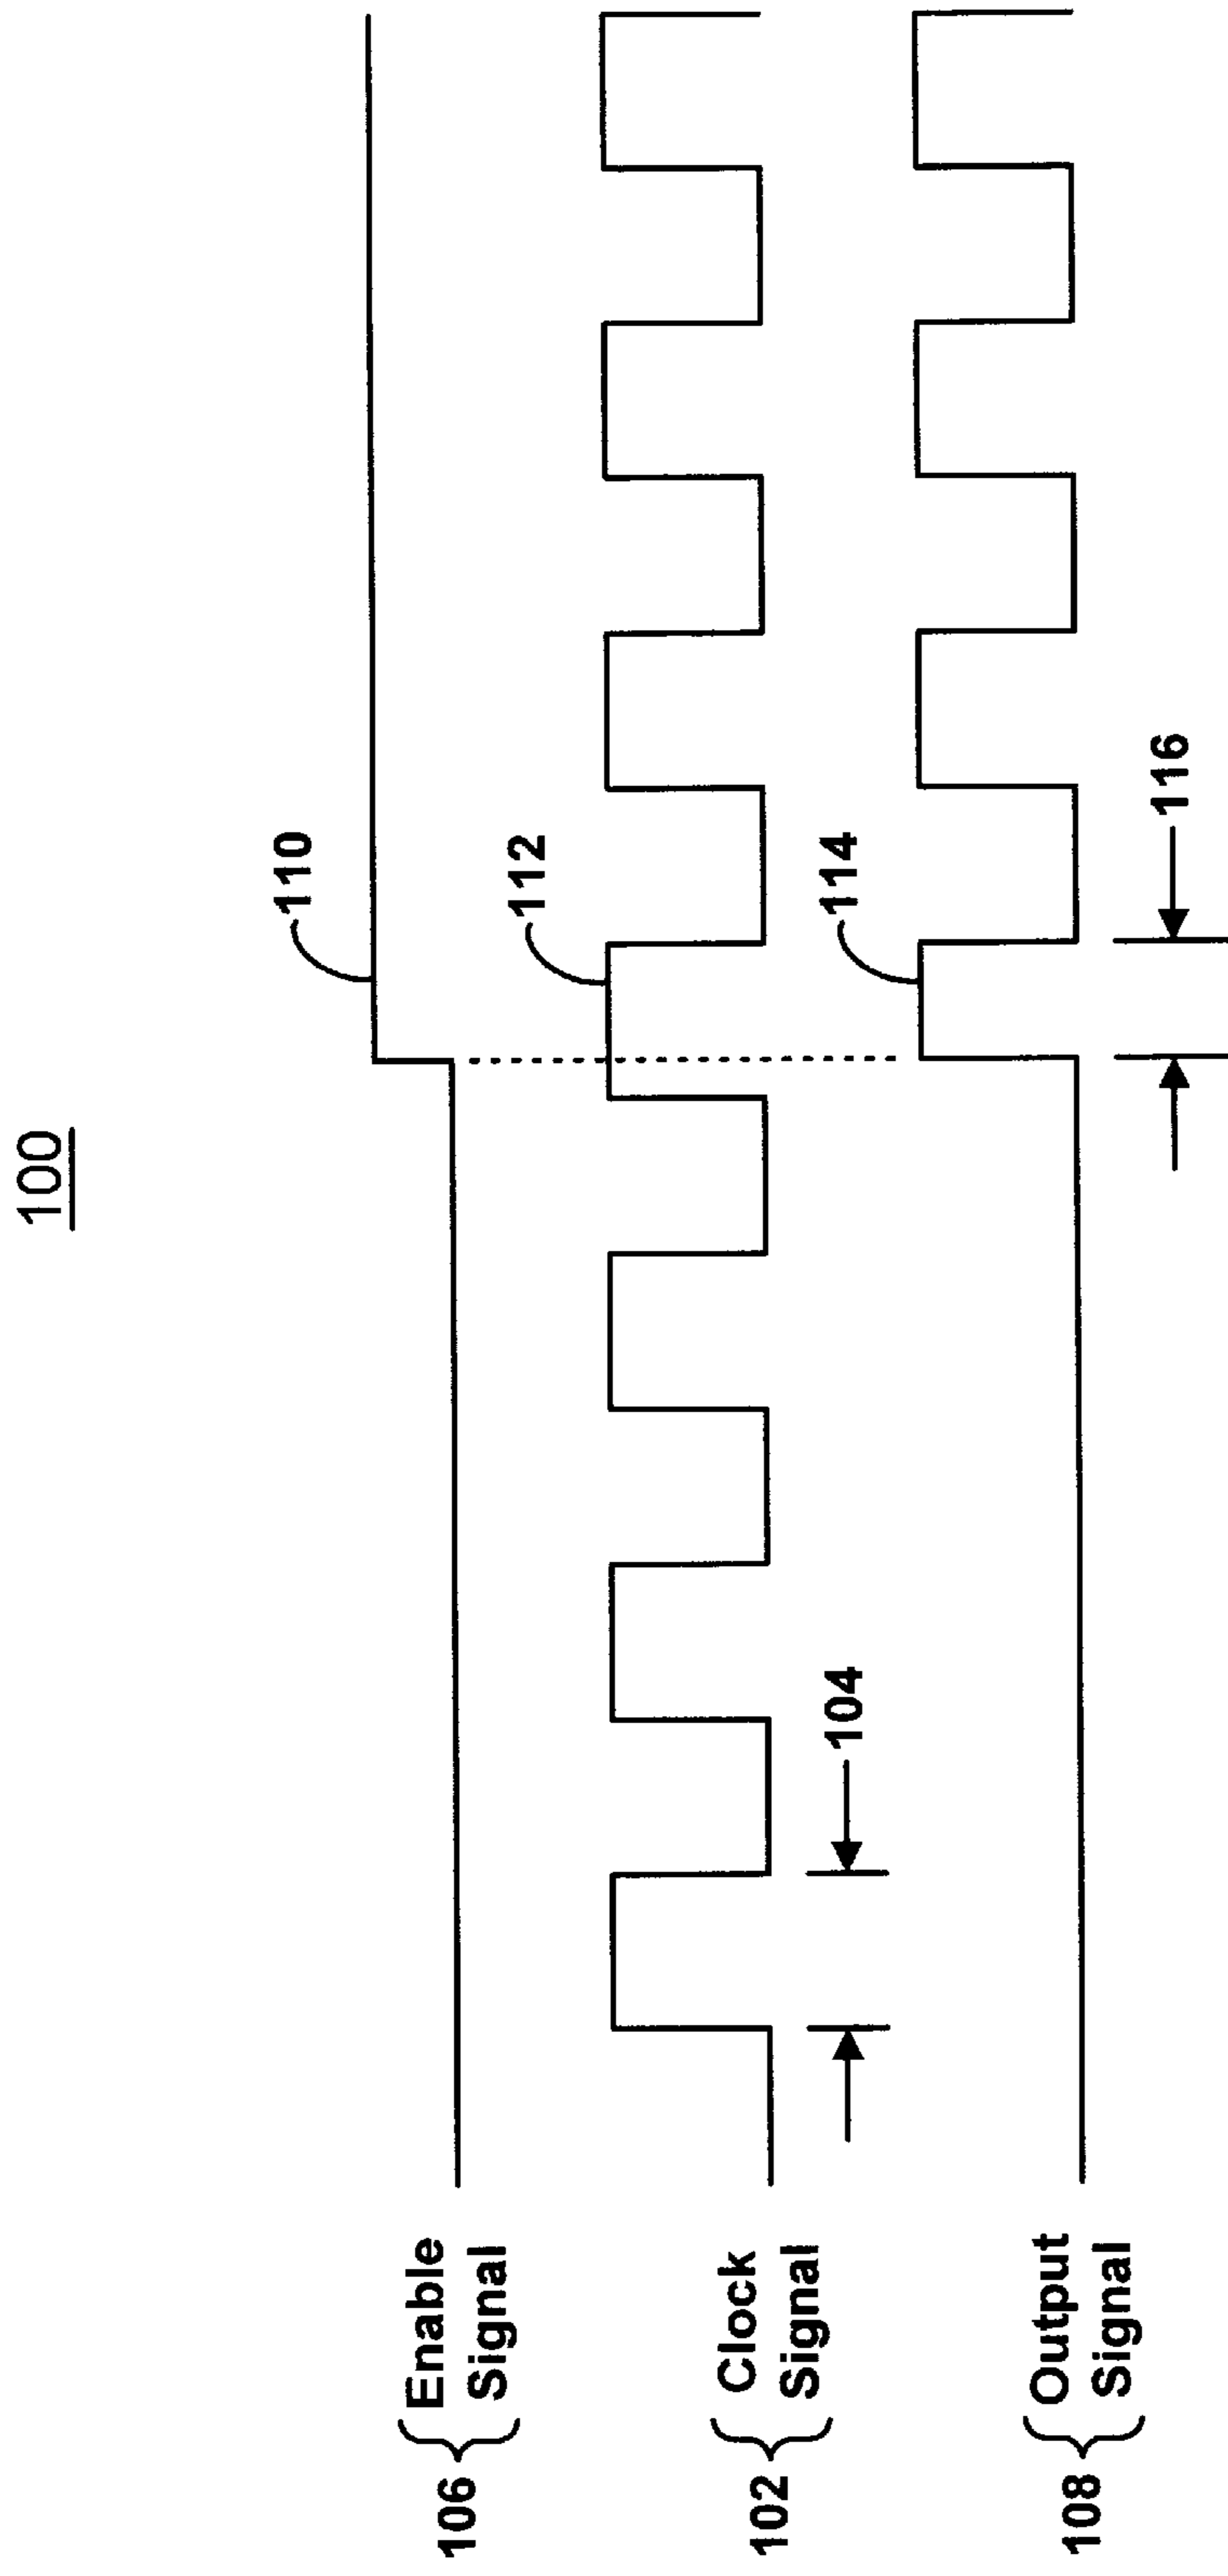 100
110
106 { Enable
Signal
112
102 { Clock
Signal
104
114
108 { Output
Signal
116